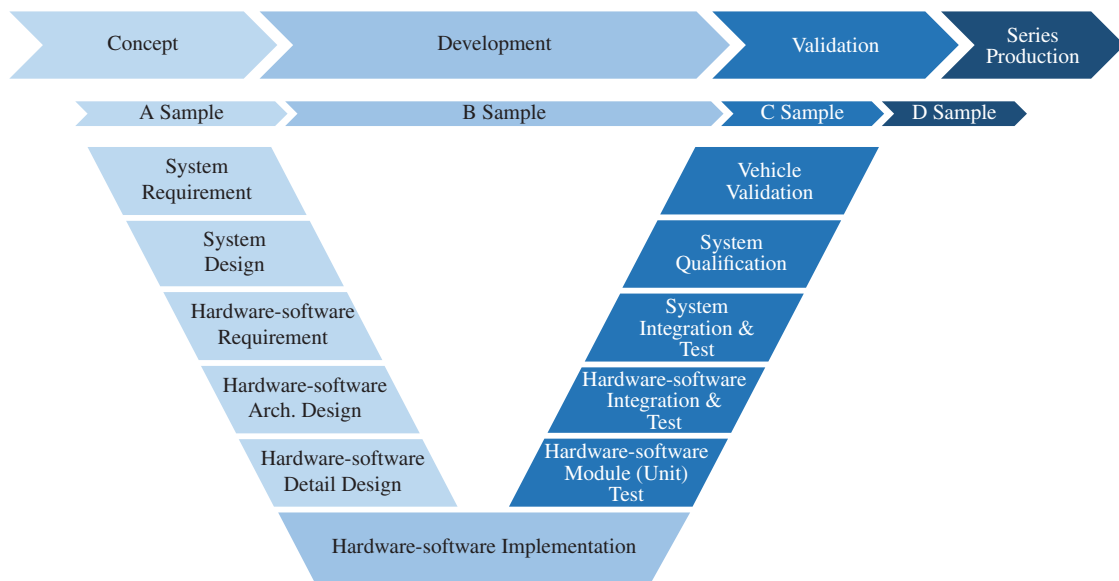 Concept
Development
Validation
Series
Production
A Sample
B Sample
C Sample
D Sample
System
Requirement
Vehicle
Validation
System
Design
System
Qualification
Hardware-software
Requirement
System
Integration &
Test
Hardware-software
Arch. Design
Hardware-software
Integration &
Test
Hardware-software
Detail Design
Hardware-software
Module (Unit)
Test
Hardware-software Implementation